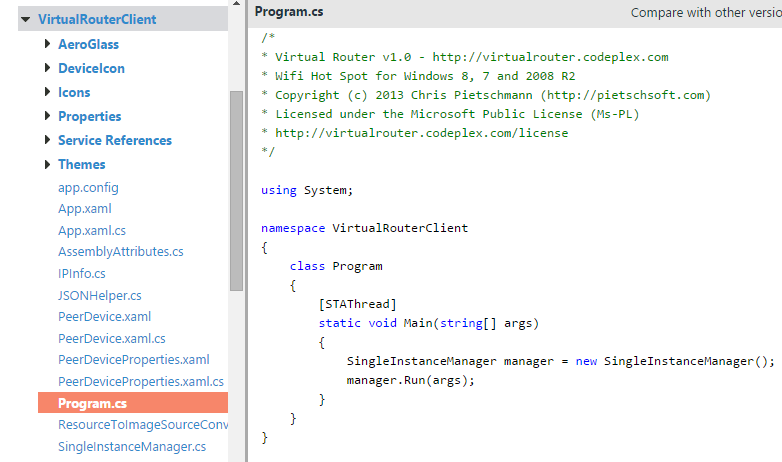 VirtualRouterClient
AeroGlass
DeviceIcon
Icons
Properties
Service References
Themes
app.config
App.xaml
App.xaml.cs
AssemblyAttributes.cs
IPInfo.cs
JSONHelper.cs
PeerDevice.xaml
PeerDevice.xaml.cs
PeerDeviceProperties.xaml
PeerDeviceProperties.xaml.cs
Program.cs
ResourceToImageSourceConv
SingleInstanceManager.cs
Program.cs Compare with other versio
/*
* Virtual Router v1.0 - http://virtualrouter.codeplex.com
* Wifi Hot Spot for Windows 8, 7 and 2008 R2
* Copyright (c) 2013 Chris Pietschmann (http://pietschsoft.com)
* Licensed under the Microsoft Public License (Ms-PL)
* http://virtualrouter.codeplex.com/license
*/
using System;
namespace VirtualRouterClient
{
    class Program
    {
        [STAThread]
        static void Main(string[] args)
        {
            SingleInstanceManager manager = new SingleInstanceManager();
            manager.Run(args);
        }
    }
}